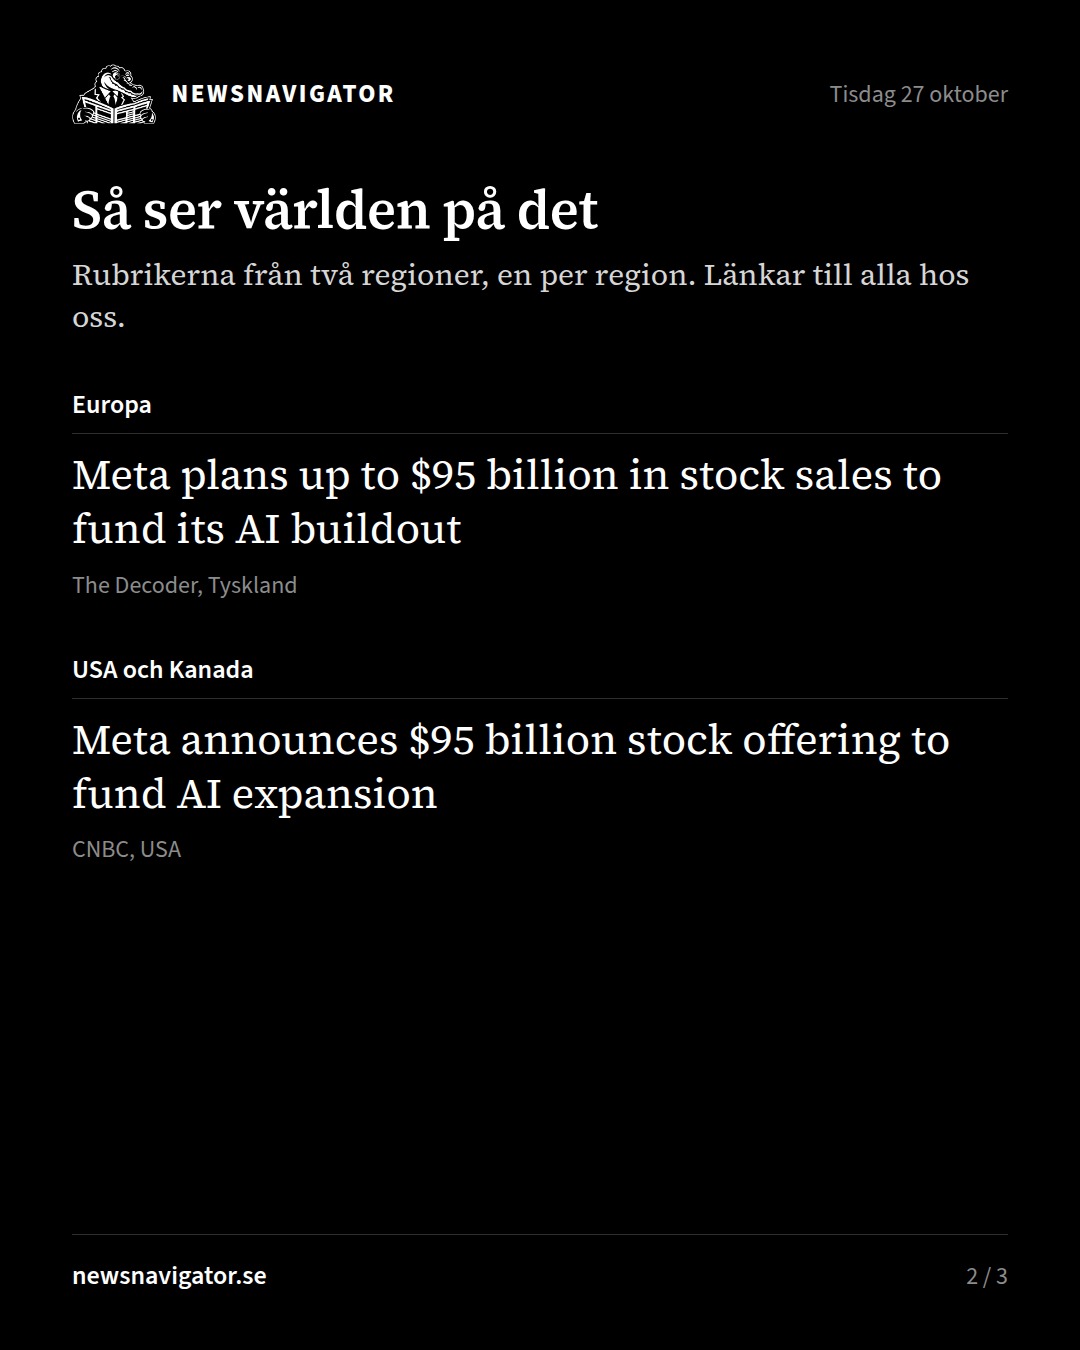 NEWSNAVIGATOR
Tisdag 27 oktober
Så ser världen på det
Rubrikerna från två regioner, en per region. Länkar till alla hos
oss.
Europa
Meta plans up to $95 billion in stock sales to
fund its AI buildout
The Decoder, Tyskland
USA och Kanada
Meta announces $95 billion stock offering to
fund AI expansion
CNBC, USA
newsnavigator.se
2 / 3